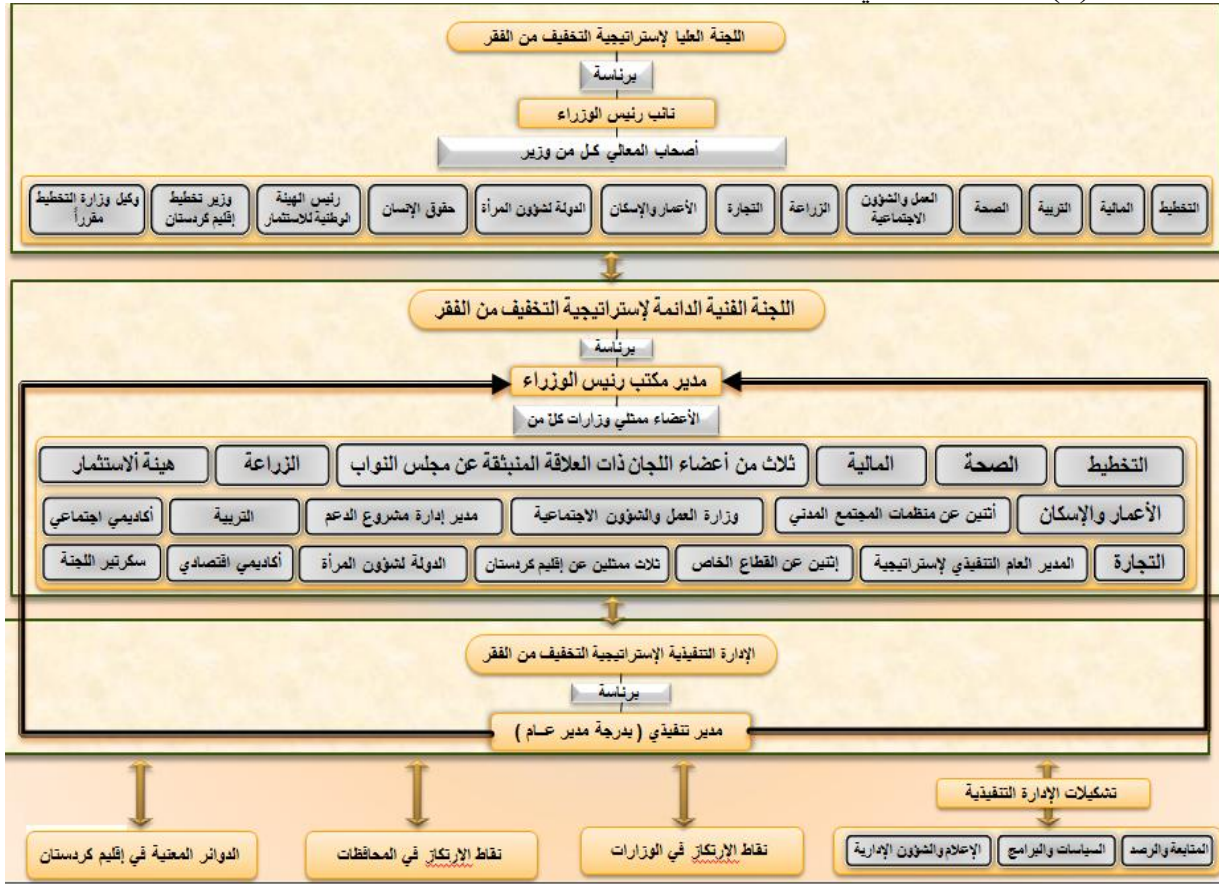 اللجنة العليا لإستراتيجية التخفيف من الفقر
برئاسة
نائب رئيس الوزراء
أصحاب المعالي كل من وزير
التخطيط
المالية
التربية
الصحة
العمل والشؤون
الاجتماعية
الزراعة
التجارة
الأعمار والإسكان
الدولة لشؤون المرأة
حقوق الإنسان
رئيس الهيئة
الوطنية للاستثمار
وزير تخطيط
إقليم كردستان
وكيل وزارة التخطيط
مقرراً
اللجنة الفنية الدائمة لإستراتيجية التخفيف من الفقر
برئاسة
مدير مكتب رئيس الوزراء
الأعضاء ممثلي وزارات كلاً من
التخطيط
الصحة
المالية
ثلاث من أعضاء اللجان ذات العلاقة المنبثقة عن مجلس النواب
الزراعة
هيئة ألاستثمار
الأعمار والإسكان
أثنين عن منظمات المجتمع المدني
وزارة العمل والشؤون الاجتماعية
مدير إدارة مشروع الدعم
التربية
أكاديمي اجتماعي
التجارة
المدير العام التنفيذي لإستراتيجية
إثنين عن القطاع الخاص
ثلاث ممثلين عن إقليم كردستان
الدولة لشؤون المرأة
أكاديمي اقتصادي
سكرتير اللجنة
الإدارة التنفيذية الإستراتيجية التخفيف من الفقر
برئاسة
مدير تنفيذي ( بدرجة مدير عـام )
تشكيلات الإدارة التنفيذية
المتابعة والرصد
السياسات والبرامج
الإعلام والشؤون الإدارية
نقاط الإرتكاز في الوزارات
نقاط الإرتكاز في المحافظات
الدوائر المعنية في إقليم كردستان